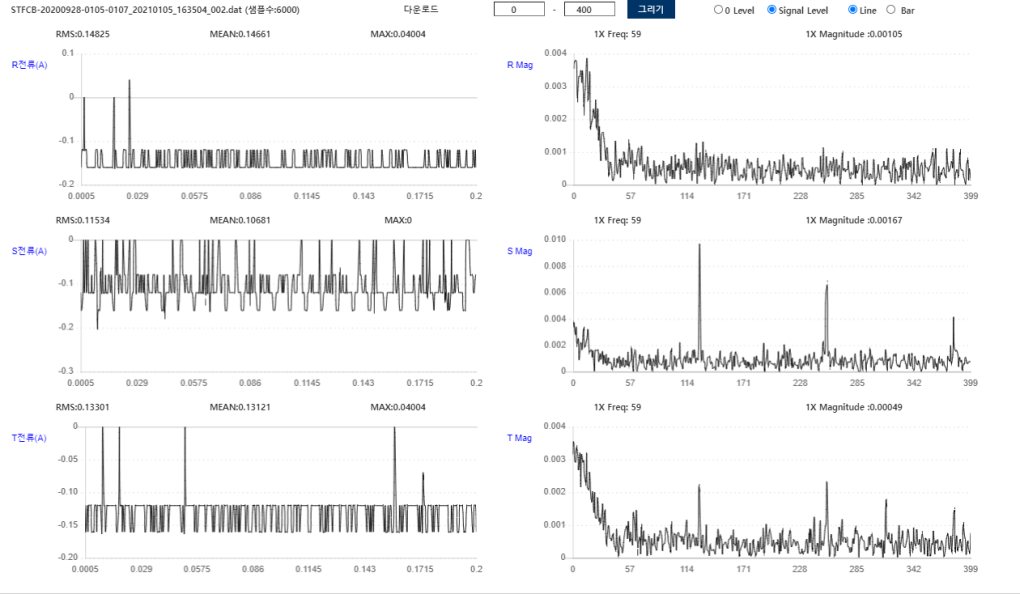 STFCB-20200928-0105-0107_20210105_163504_002.dat (샘플수:6000) 다운로드 0 - 400 그리기 0 Level Signal Level Line Bar
RMS:0.14825 MEAN:0.14661 MAX:0.04004 1X Freq: 59 1X Magnitude :0.00105
R전류(A)
0.1
0
-0.1
-0.2
0.0005 0.029 0.0575 0.086 0.1145 0.143 0.1715 0.2
R Mag
0.004
0.003
0.002
0.001
0
0 57 114 171 228 285 342 399
RMS:0.11534 MEAN:0.10681 MAX:0 1X Freq: 59 1X Magnitude :0.00167
S전류(A)
0
-0.1
-0.2
-0.3
0.0005 0.029 0.0575 0.086 0.1145 0.143 0.1715 0.2
S Mag
0.010
0.008
0.006
0.004
0.002
0
0 57 114 171 228 285 342 399
RMS:0.13301 MEAN:0.13121 MAX:0.04004 1X Freq: 59 1X Magnitude :0.00049
T전류(A)
0
-0.05
-0.10
-0.15
-0.20
0.0005 0.029 0.0575 0.086 0.1145 0.143 0.1715 0.2
T Mag
0.004
0.003
0.002
0.001
0
0 57 114 171 228 285 342 399